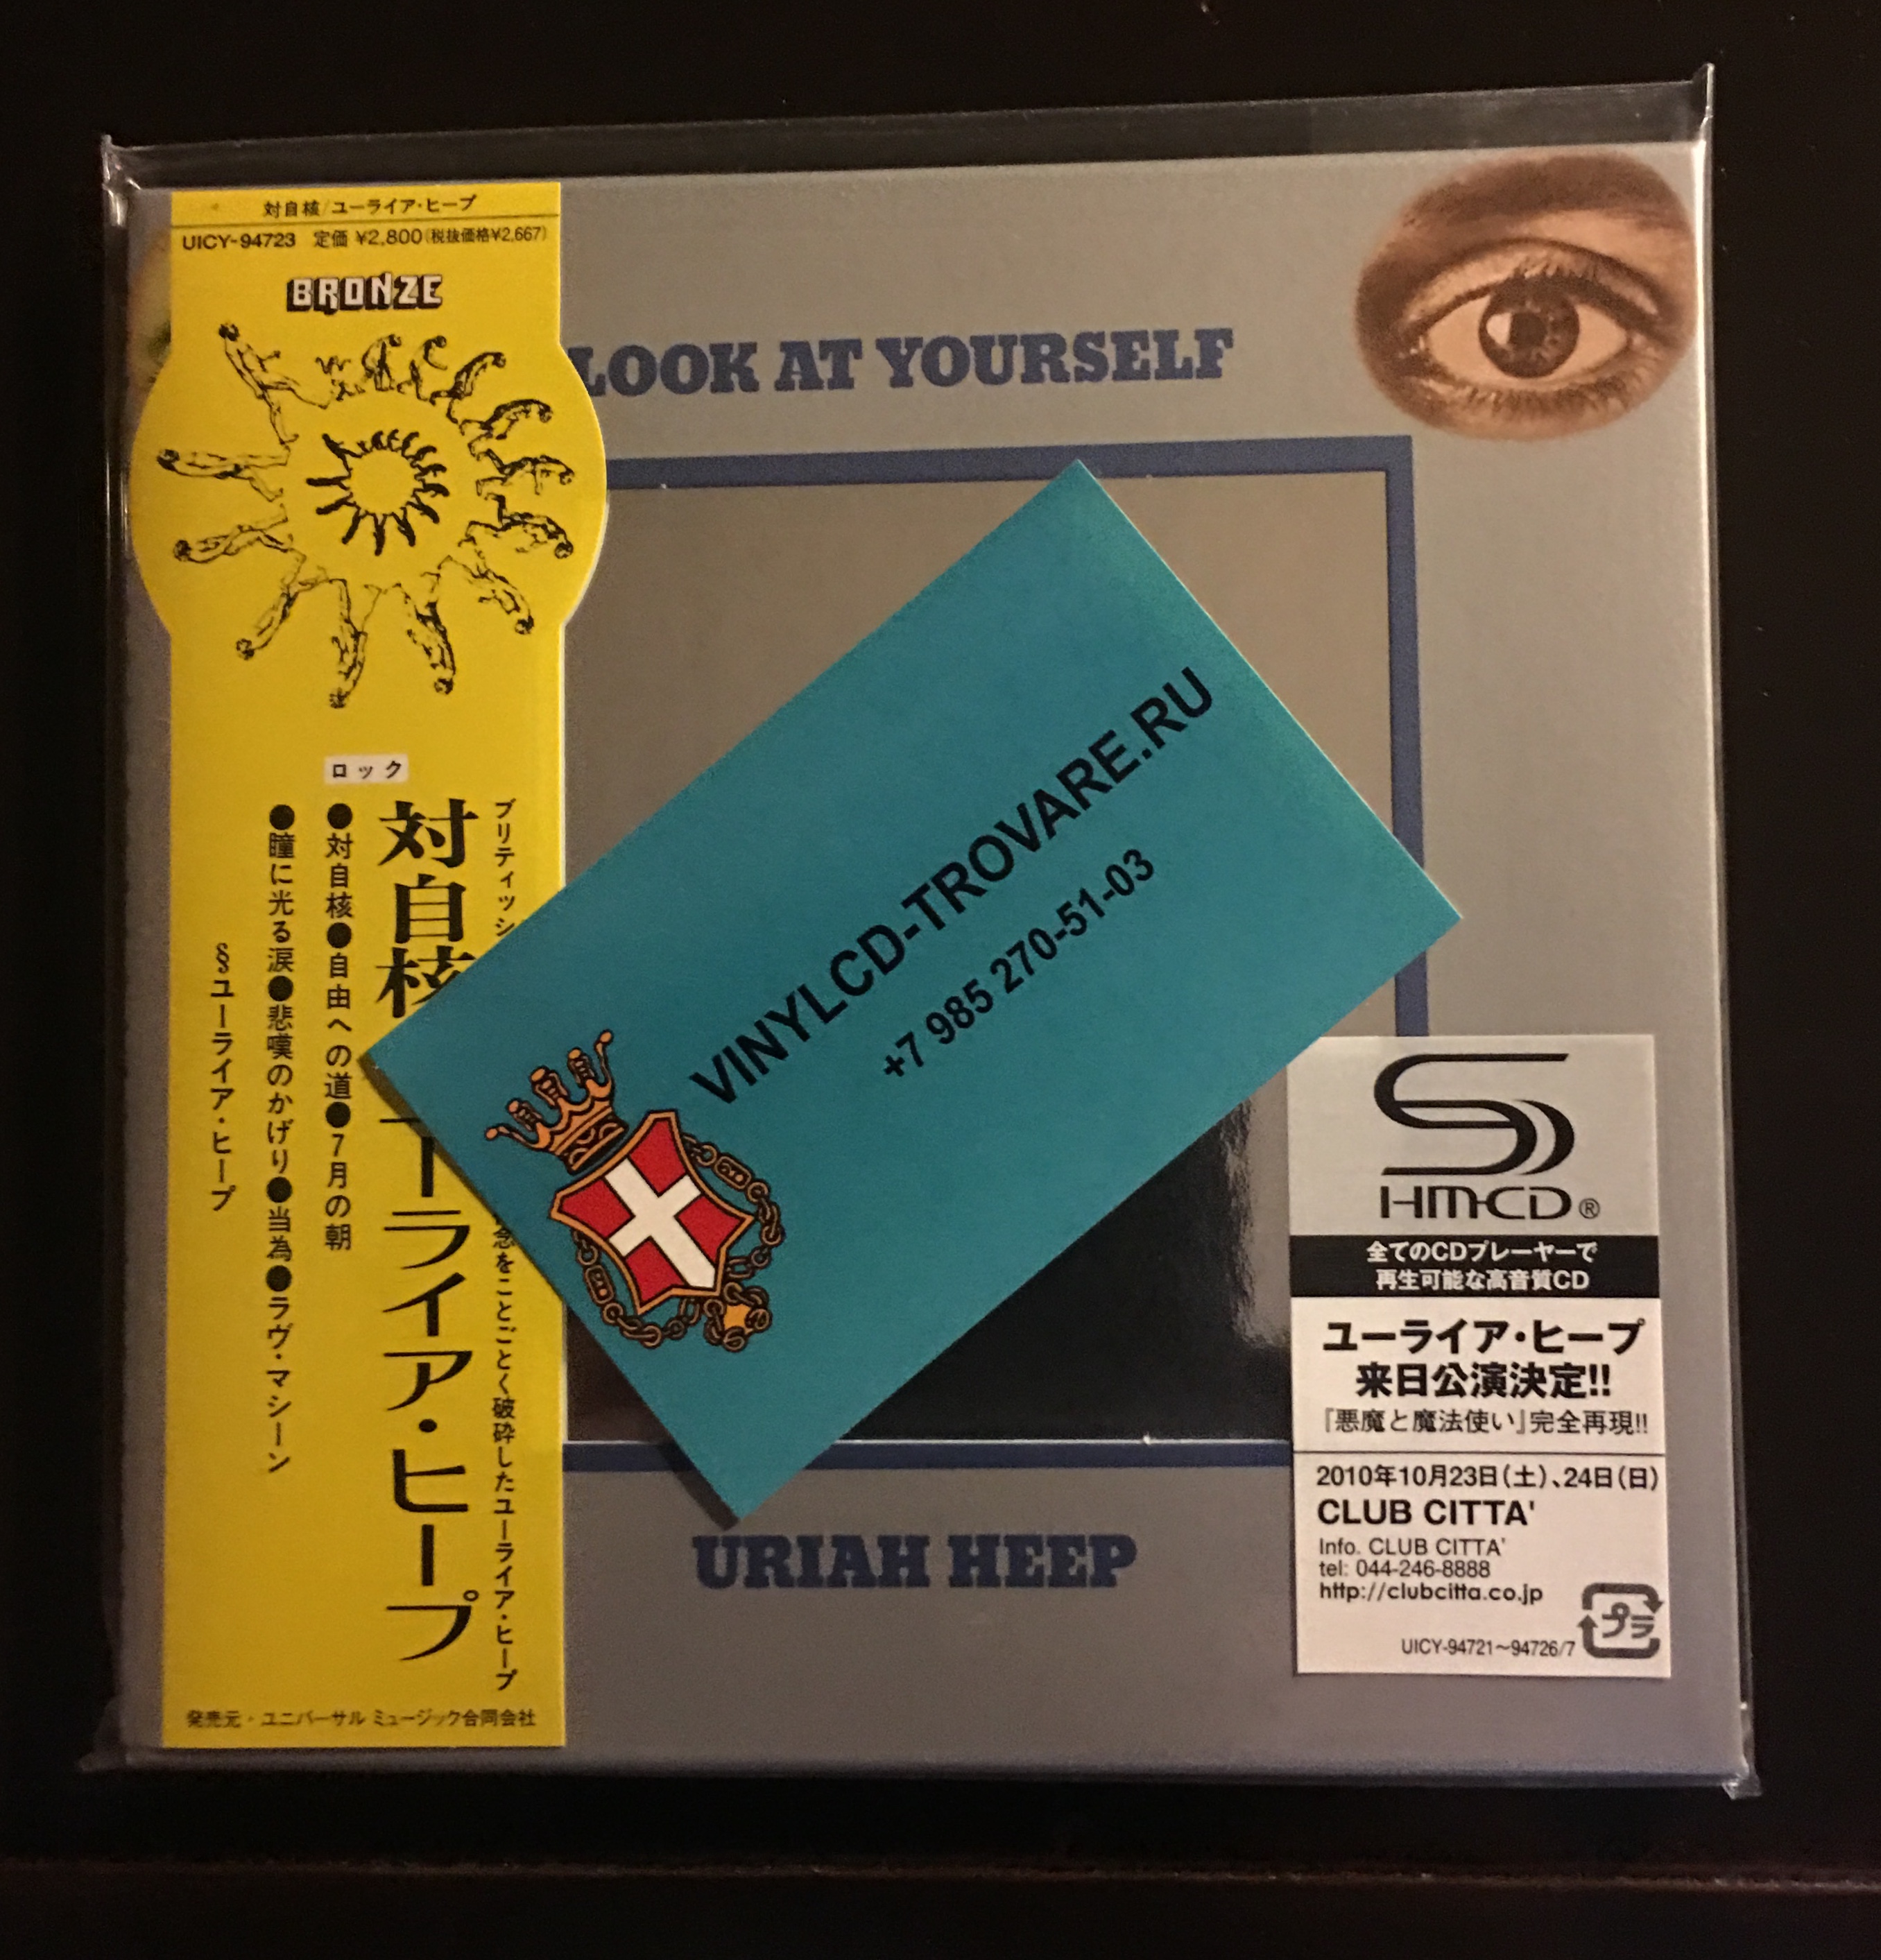 対自核/ユーライア・ヒープ
UICY-94723 定価 ¥2,800(税抜価格¥2,667)
BRONZE
LOOK AT YOURSELF
ロック
ブリティッシ
念をことごとく破砕したユーライア・ヒープ
対自核
ーライア・ヒープ
●対自核●自由への道●7月の朝
●瞳に光る涙●悲嘆のかげり●当為●ラヴ・マシーン
§ユーライア・ヒープ
発売元・ユニバーサル ミュージック合同会社
VINYLCD-TROVARE.RU
+7 985 270-51-03
URIAH HEEP
SHM-CD®
全てのCDプレーヤーで
再生可能な高音質CD
ユーライア・ヒープ
来日公演決定!!
『悪魔と魔法使い』完全再現!!
2010年10月23日(土)、24日(日)
CLUB CITTA'
Info. CLUB CITTA'
tel: 044-246-8888
http://clubcitta.co.jp
UICY-94721〜94726/7
プラ